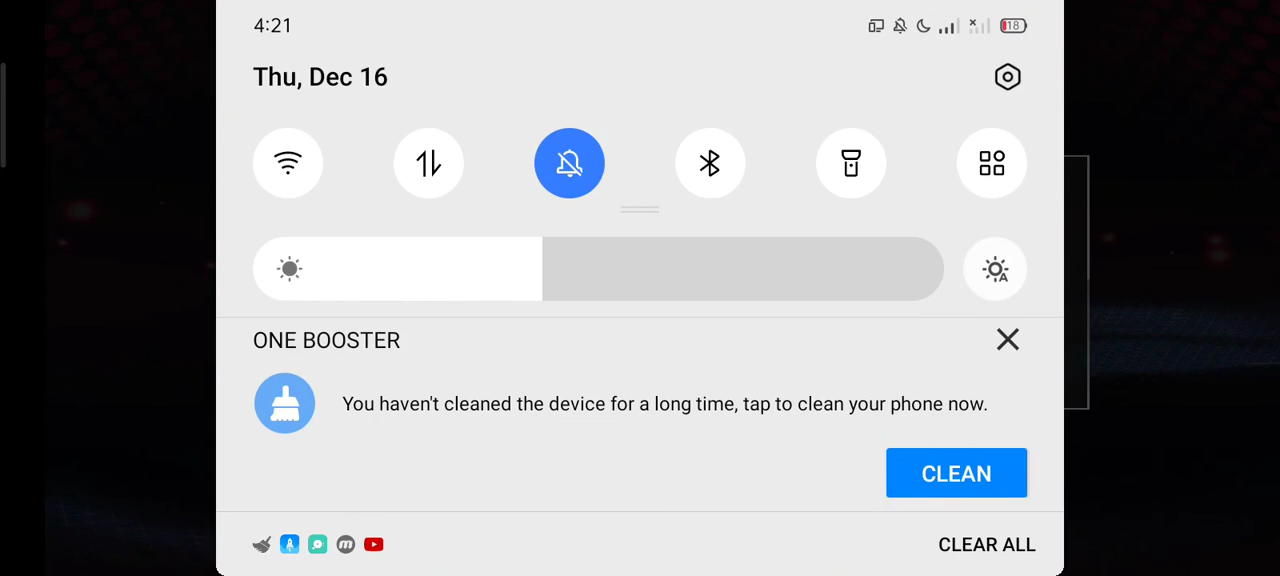 4:21
18
Thu, Dec 16
A
ONE BOOSTER
You haven't cleaned the device for a long time, tap to clean your phone now.
CLEAN
m
CLEAR ALL